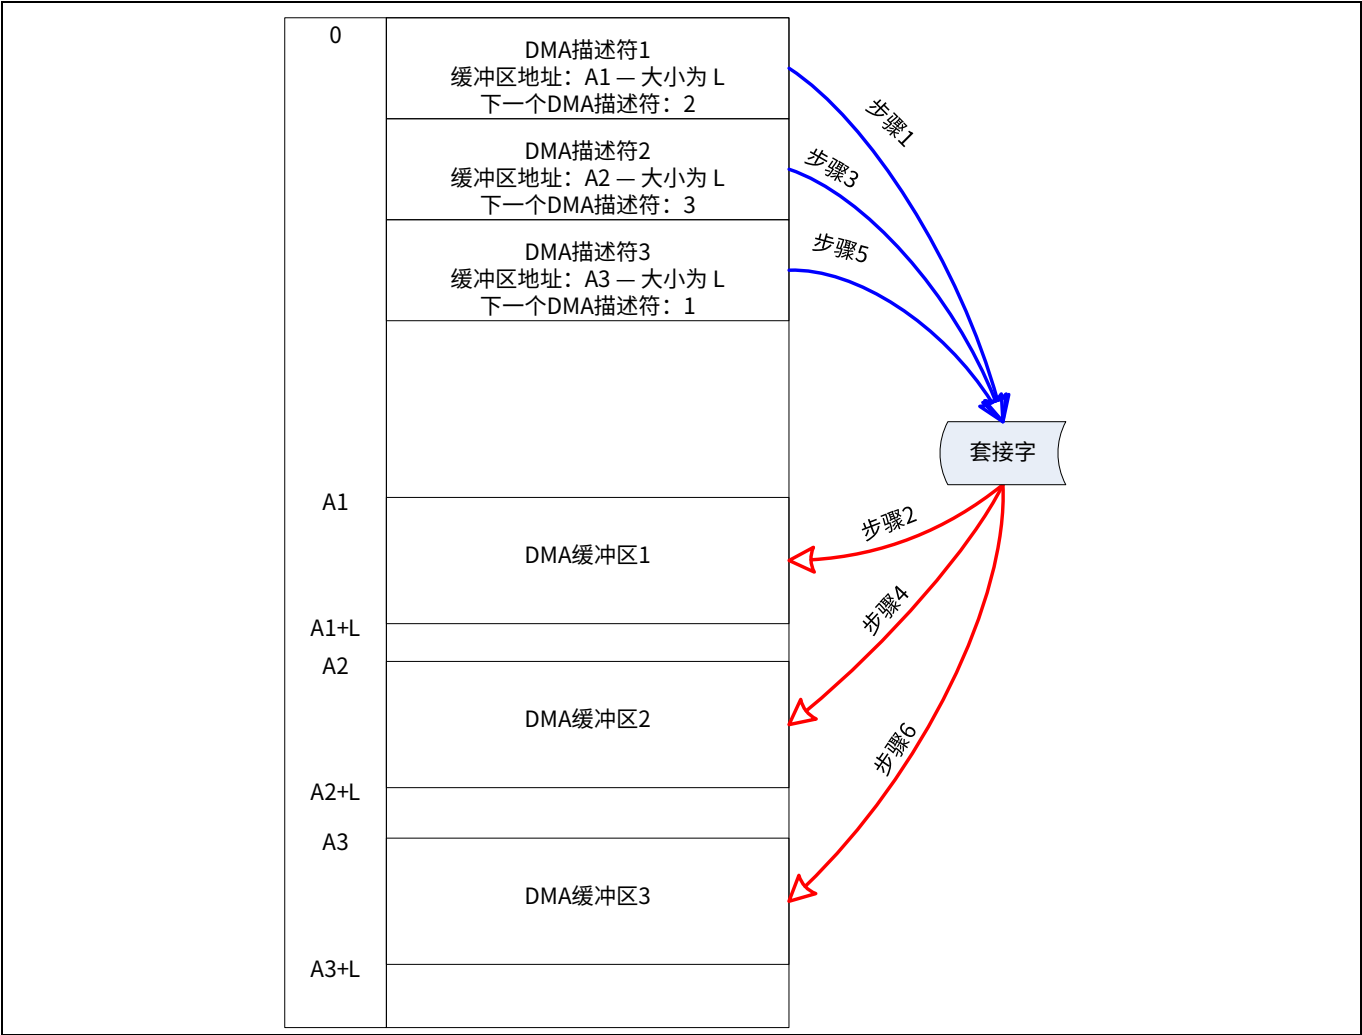 0
DMA描述符1
缓冲区地址：A1 — 大小为 L
下一个DMA描述符：2
DMA描述符2
缓冲区地址：A2 — 大小为 L
下一个DMA描述符：3
DMA描述符3
缓冲区地址：A3 — 大小为 L
下一个DMA描述符：1
步骤1
步骤3
步骤5
套接字
A1
DMA缓冲区1
步骤2
A1+L
步骤4
A2
DMA缓冲区2
A2+L
步骤6
A3
DMA缓冲区3
A3+L